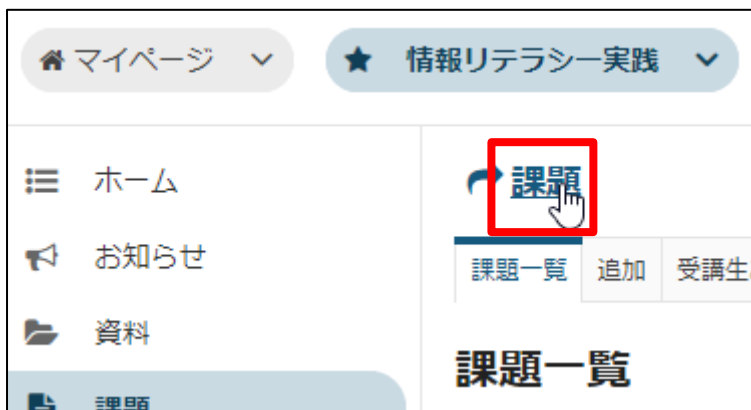 マイページ
情報リテラシー実践
ホーム
お知らせ
資料
課題
課題
課題一覧
追加
受講生
課題一覧